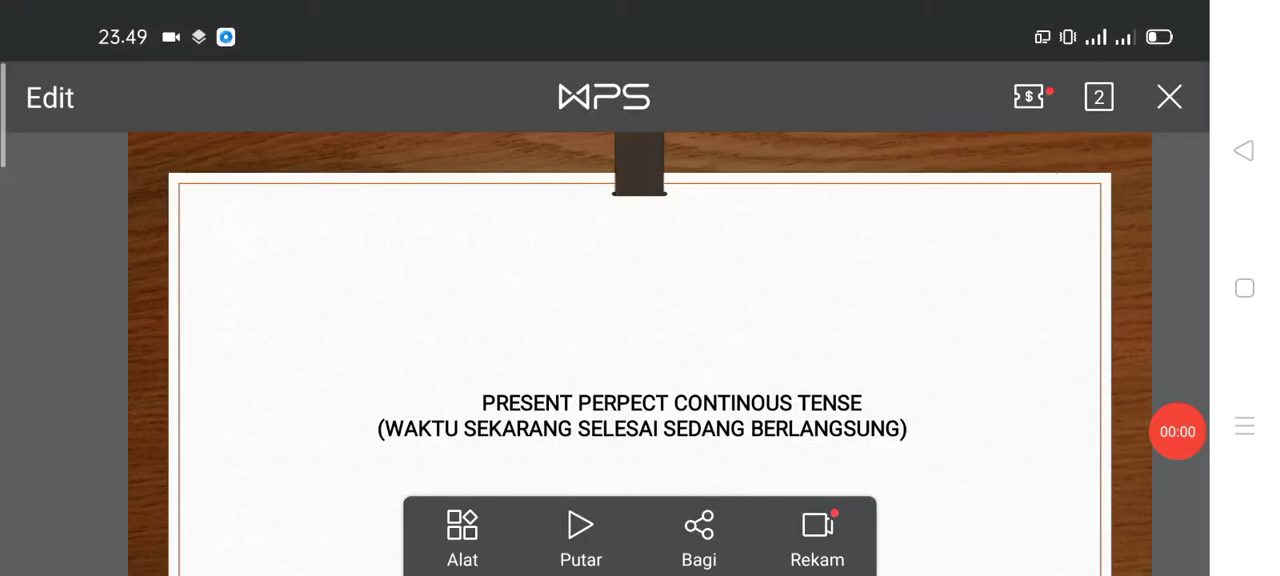 23.49
Edit
WPS
2
PRESENT PERPECT CONTINOUS TENSE
(WAKTU SEKARANG SELESAI SEDANG BERLANGSUNG)
00:00
Alat
Putar
Bagi
Rekam